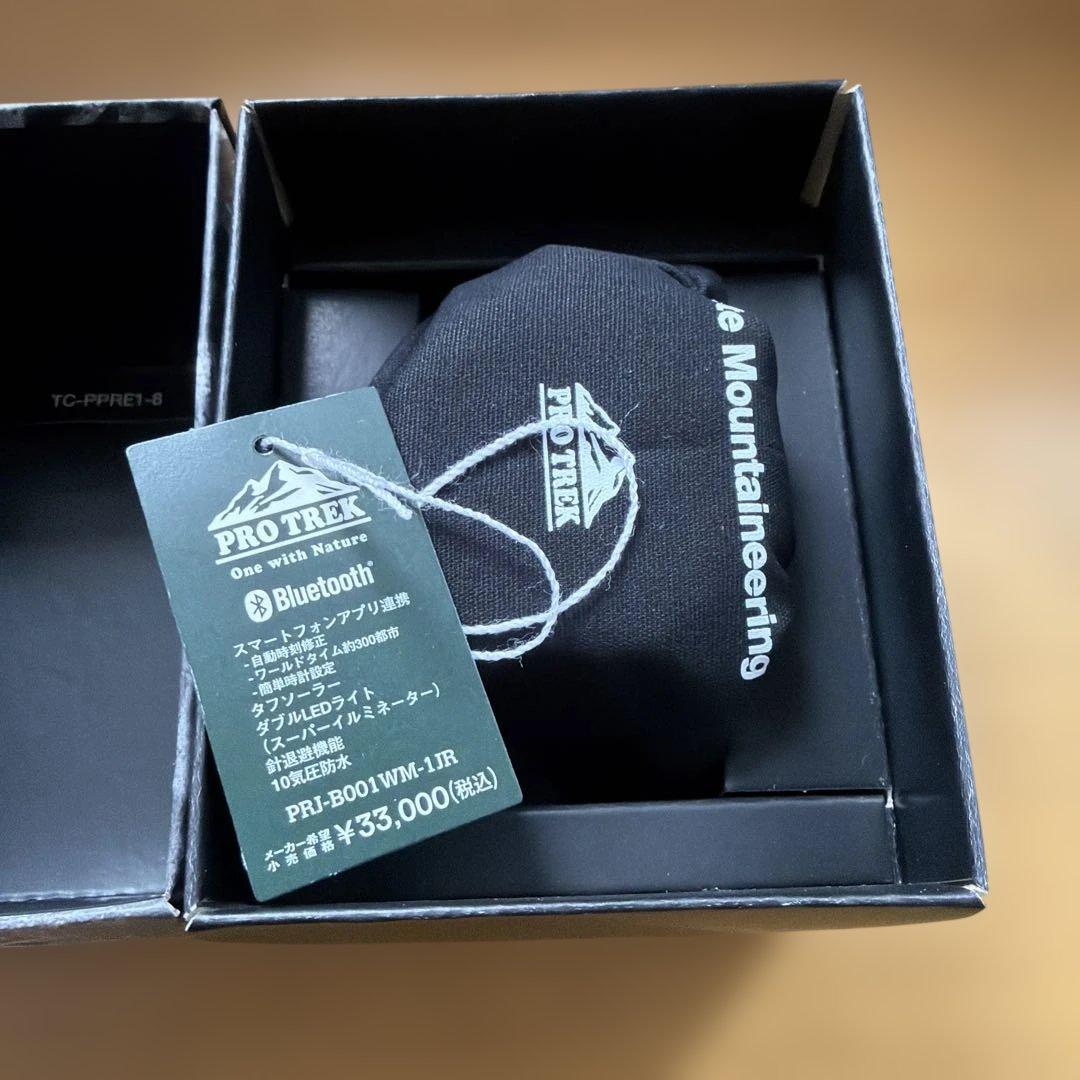 TC-PPRE1-8
PRO TREK
One with Nature
Bluetooth®
スマートフォンアプリ連携
-自動時刻修正
-ワールドタイム約300都市
-簡単時計設定
タフソーラー
ダブルLEDライト
(スーパーイルミネーター)
針退避機能
10気圧防水
PRJ-B001WM-1JR
メーカー希望
小売価格
¥33,000(税込)
PRO TREK
Mountaineering